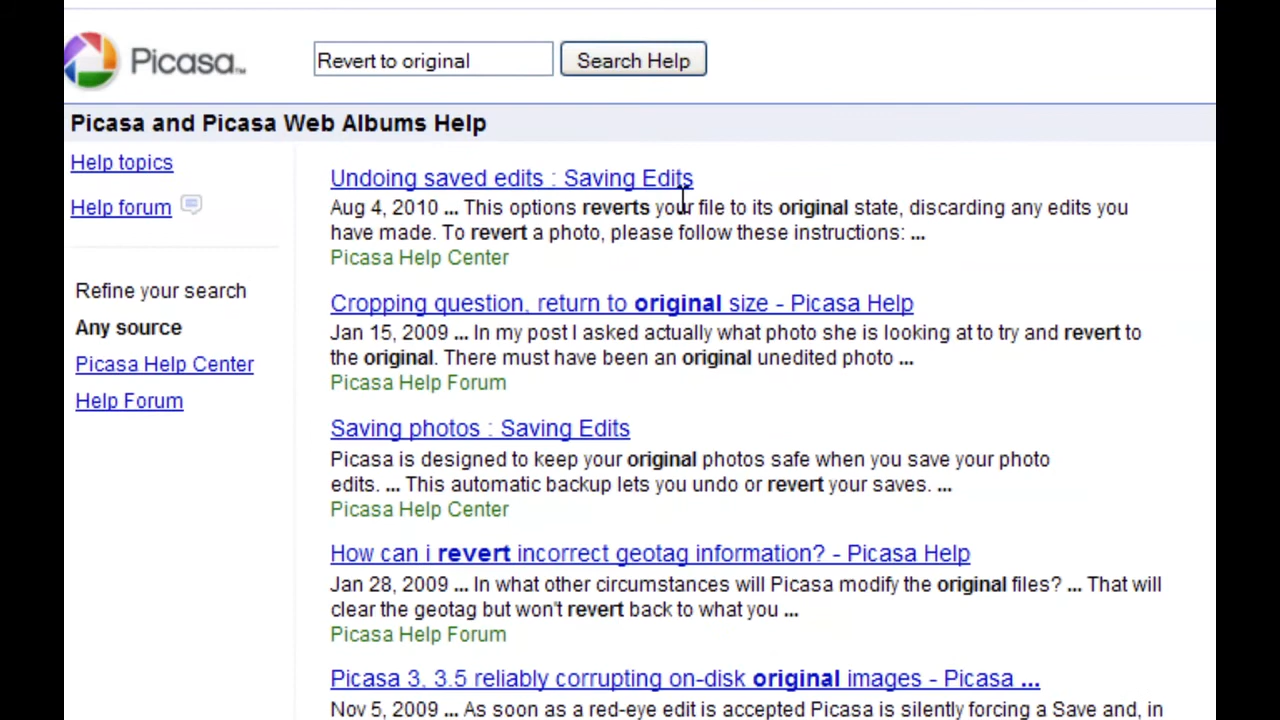 Picasa™
Revert to original
Search Help
Picasa and Picasa Web Albums Help
Help topics
Help forum
Refine your search
Any source
Picasa Help Center
Help Forum
Undoing saved edits : Saving Edits
Aug 4, 2010 ... This options reverts your file to its original state, discarding any edits you
have made. To revert a photo, please follow these instructions: ...
Picasa Help Center
Cropping question, return to original size - Picasa Help
Jan 15, 2009 ... In my post I asked actually what photo she is looking at to try and revert to
the original. There must have been an original unedited photo ...
Picasa Help Forum
Saving photos : Saving Edits
Picasa is designed to keep your original photos safe when you save your photo
edits. ... This automatic backup lets you undo or revert your saves. ...
Picasa Help Center
How can i revert incorrect geotag information? - Picasa Help
Jan 28, 2009 ... In what other circumstances will Picasa modify the original files? ... That will
clear the geotag but won't revert back to what you ...
Picasa Help Forum
Picasa 3, 3.5 reliably corrupting on-disk original images - Picasa ...
Nov 5, 2009 ... As soon as a red-eye edit is accepted Picasa is silently forcing a Save and, in